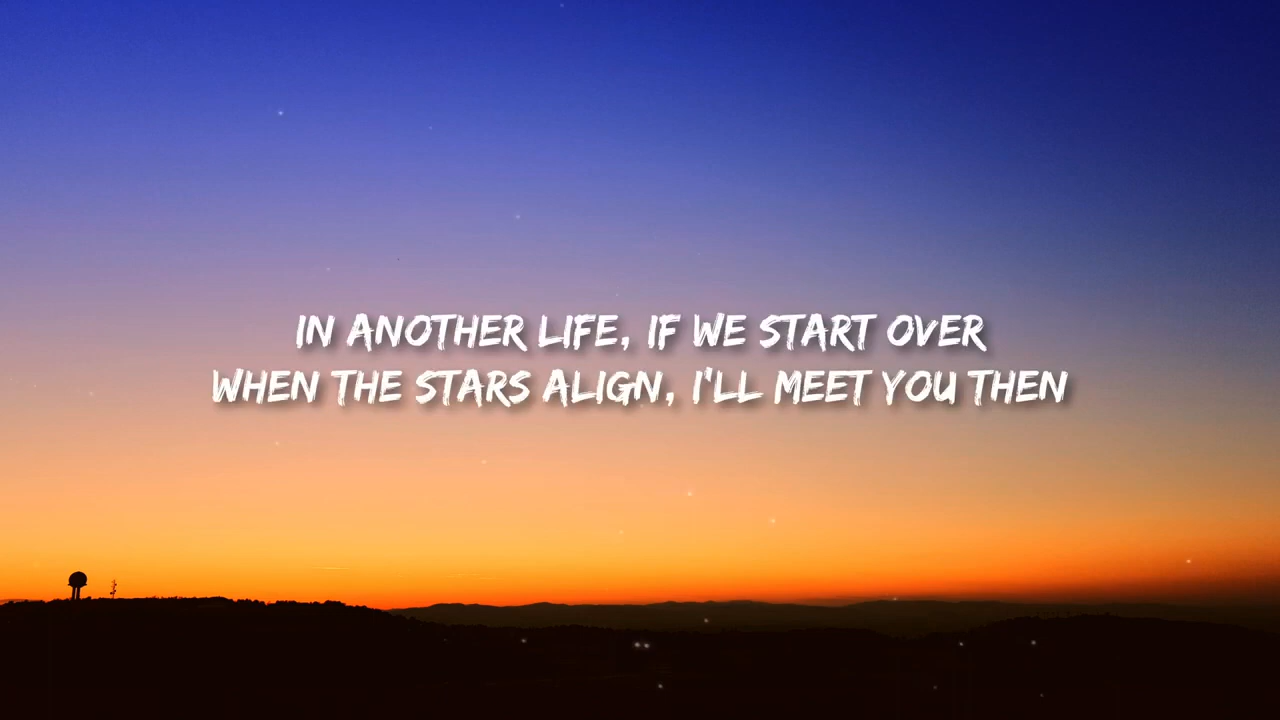 IN ANOTHER LIFE, IF WE START OVER
WHEN THE STARS ALIGN, I'LL MEET YOU THEN